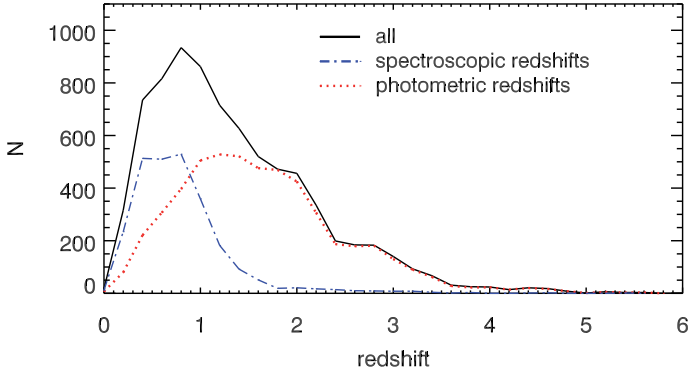 1000
800
600
400
200
0
N
all
spectroscopic redshifts
photometric redshifts
0 1 2 3 4 5 6
redshift